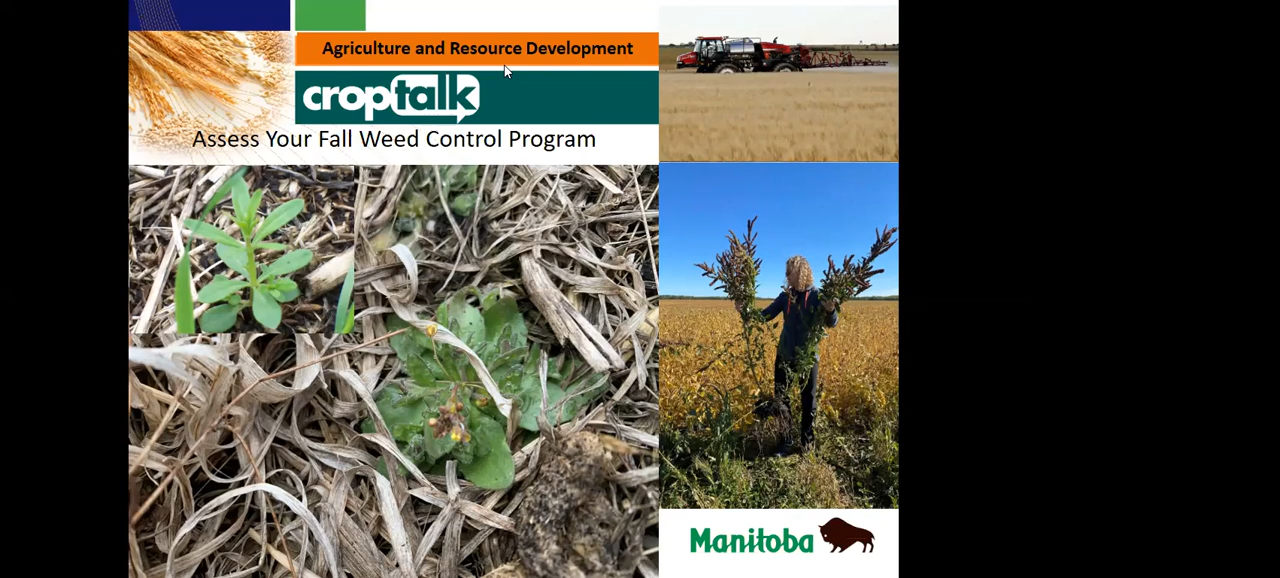 Agriculture and Resource Development
croptalk
Assess Your Fall Weed Control Program
Manitoba